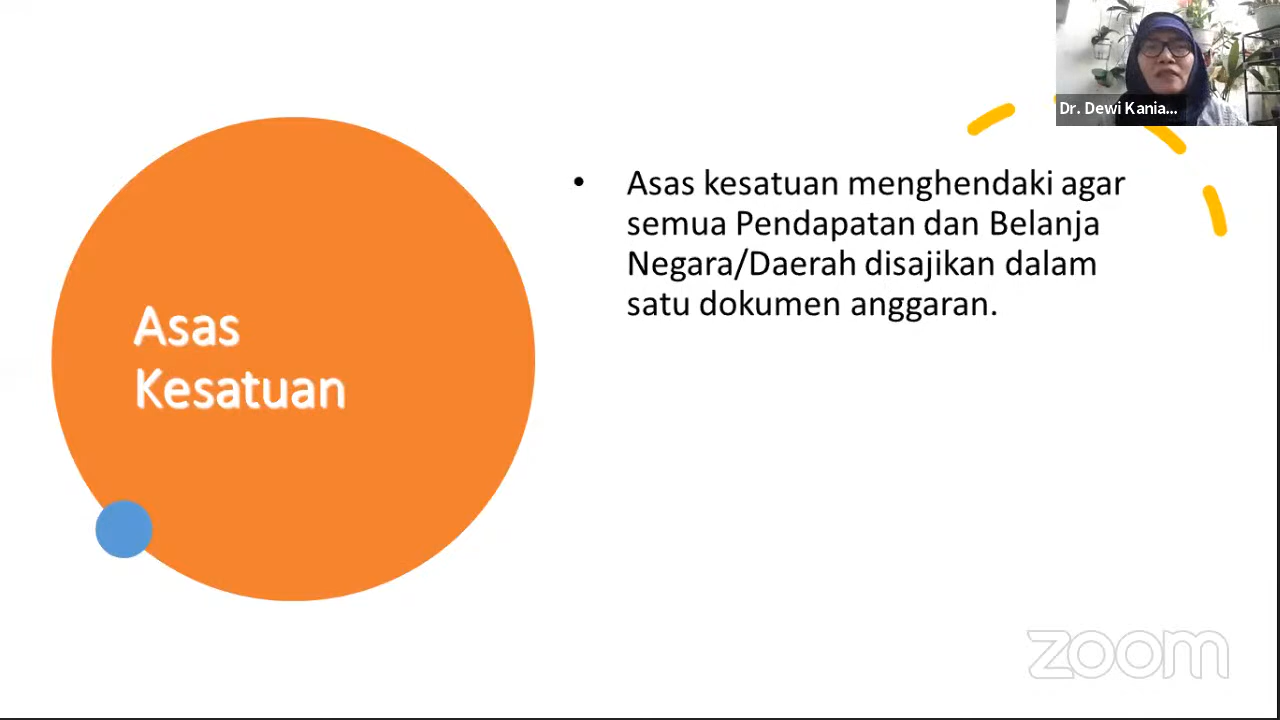 Dr. Dewi Kania...
Asas
Kesatuan
• Asas kesatuan menghendaki agar
semua Pendapatan dan Belanja
Negara/Daerah disajikan dalam
satu dokumen anggaran.
zoom